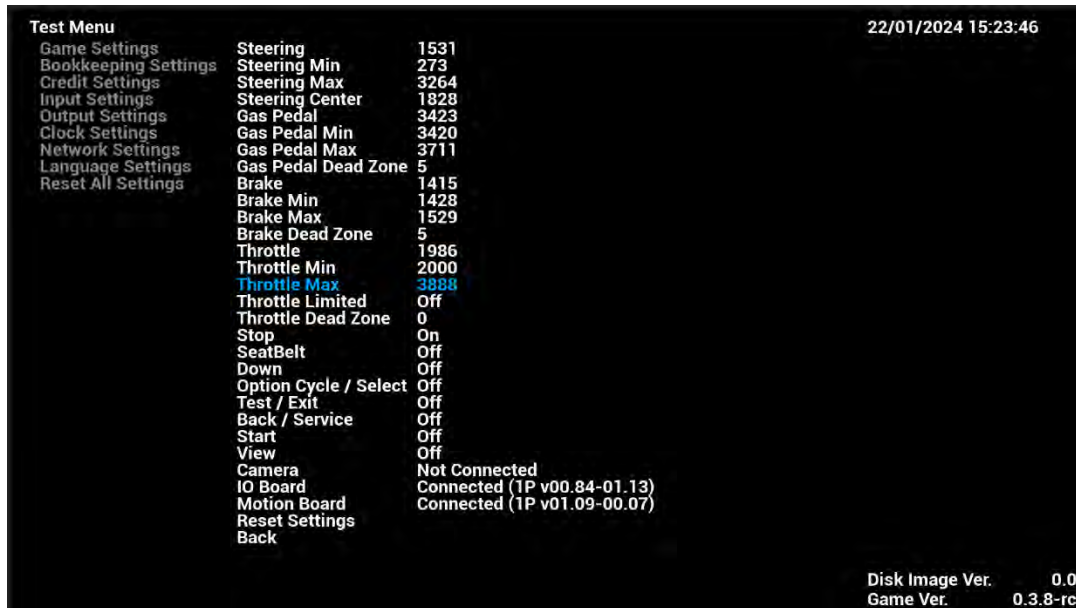 Test Menu 22/01/2024 15:23:46
Game Settings Steering 1531
Bookkeeping Settings Steering Min 273
Credit Settings Steering Max 3264
Input Settings Steering Center 1828
Output Settings Gas Pedal 3423
Clock Settings Gas Pedal Min 3420
Network Settings Gas Pedal Max 3711
Language Settings Gas Pedal Dead Zone 5
Reset All Settings Brake 1415
Brake Min 1428
Brake Max 1529
Brake Dead Zone 5
Throttle 1986
Throttle Min 2000
Throttle Max 3888
Throttle Limited Off
Throttle Dead Zone 0
Stop On
SeatBelt Off
Down Off
Option Cycle / Select Off
Test / Exit Off
Back / Service Off
Start Off
View Off
Camera Not Connected
IO Board Connected (1P v00.84-01.13)
Motion Board Connected (1P v01.09-00.07)
Reset Settings
Back
Disk Image Ver. 0.0
Game Ver. 0.3.8-rc